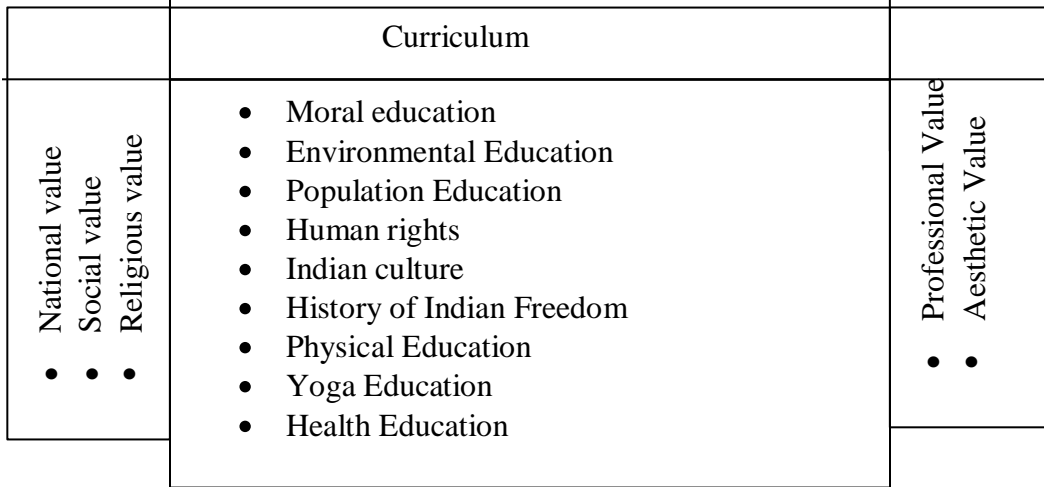 Curriculum
• National value
• Social value
• Religious value
• Moral education
• Environmental Education
• Population Education
• Human rights
• Indian culture
• History of Indian Freedom
• Physical Education
• Yoga Education
• Health Education
• Professional Value
• Aesthetic Value